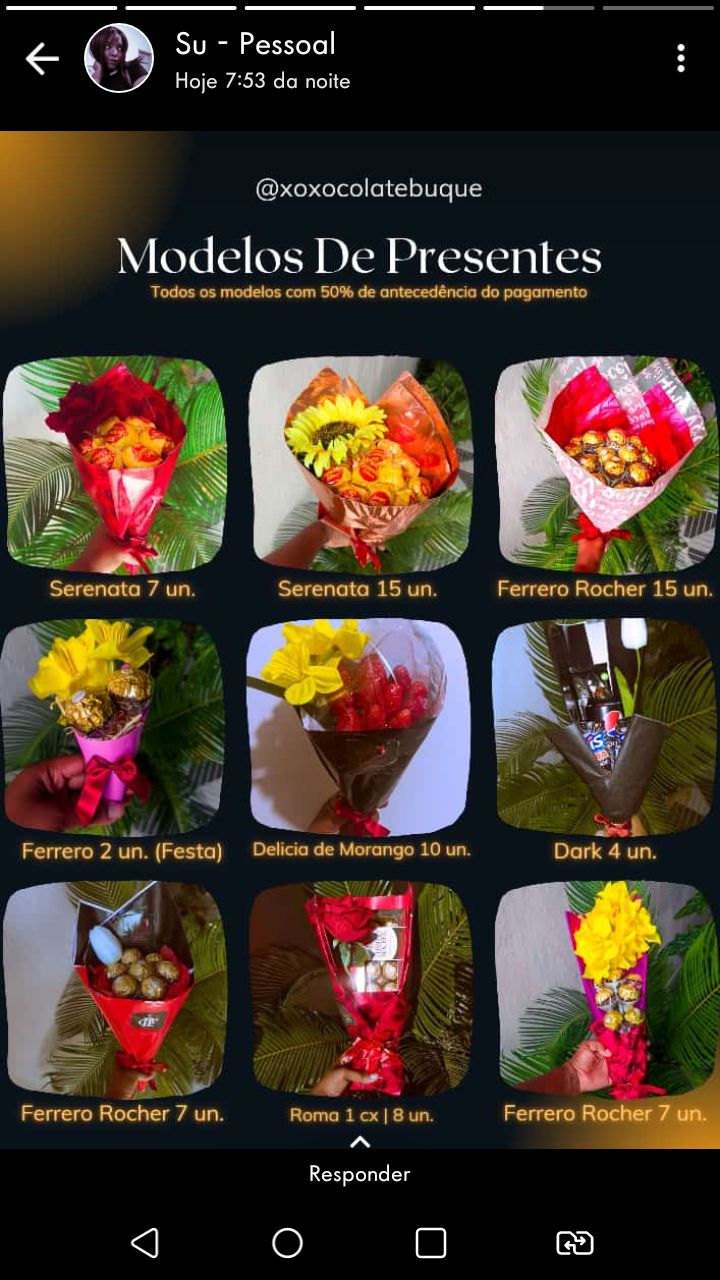 Su - Pessoal
Hoje 7:53 da noite
@xoxocolatebuque
Modelos De Presentes
Todos os modelos com 50% de antecedência do pagamento
Serenata 7 un.
Serenata 15 un.
Ferrero Rocher 15 un.
Ferrero 2 un. (Festa)
Delicia de Morango 10 un.
Dark 4 un.
Ferrero Rocher 7 un.
Roma 1 cx | 8 un.
Ferrero Rocher 7 un.
Responder